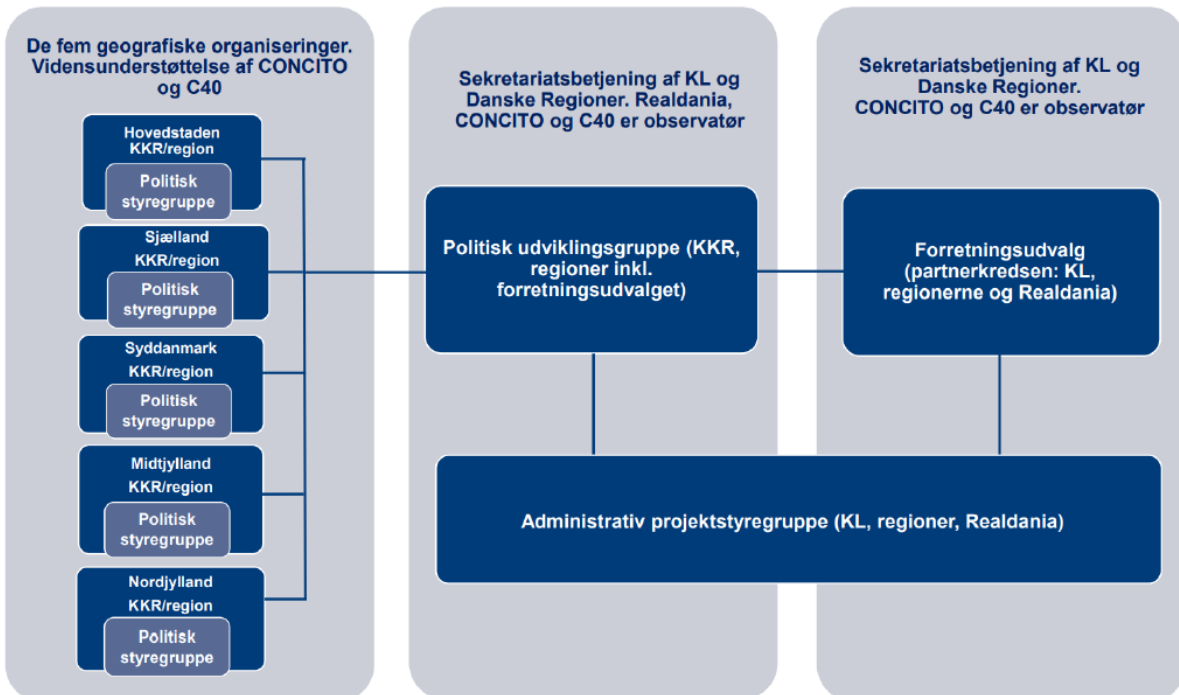 De fem geografiske organiseringer.
Vidensunderstøttelse af CONCITO
og C40
Hovedstaden
KKR/region
Politisk
styregruppe
Sjælland
KKR/region
Politisk
styregruppe
Syddanmark
KKR/region
Politisk
styregruppe
Midtjylland
KKR/region
Politisk
styregruppe
Nordjylland
KKR/region
Politisk
styregruppe
Sekretariatsbetjening af KL og
Danske Regioner. Realdania,
CONCITO og C40 er observatør
Politisk udviklingsgruppe (KKR,
regioner inkl.
forretningsudvalget)
Sekretariatsbetjening af KL og
Danske Regioner.
CONCITO og C40 er observatør
Forretningsudvalg
(partnerkredsen: KL,
regionerne og Realdania)
Administrativ projektstyregruppe (KL, regioner, Realdania)